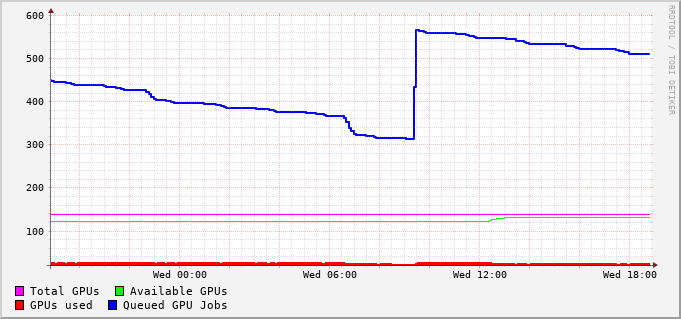 600
500
400
300
200
100
Wed 00:00 Wed 06:00 Wed 12:00 Wed 18:00
Total GPUs Available GPUs
GPUs used Queued GPU Jobs
RRDTOOL / TOBI OETIKER